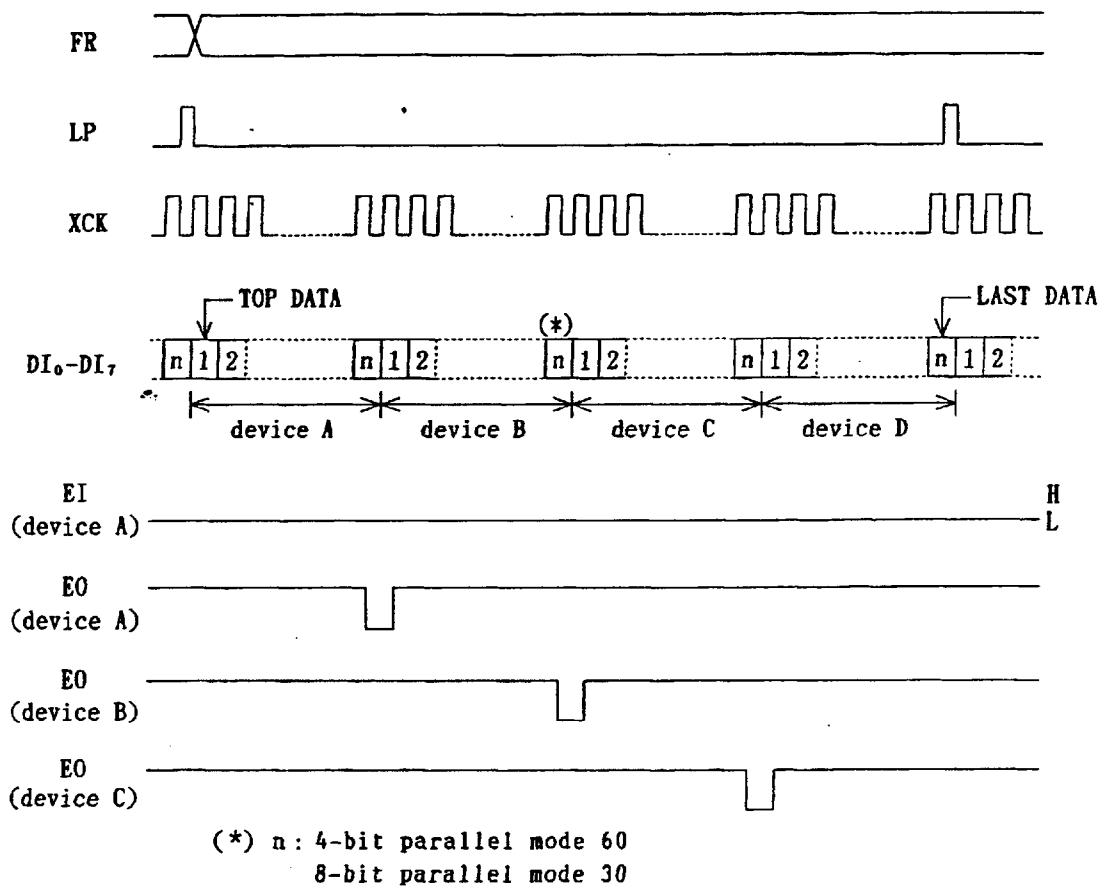 FR
LP
XCK
TOP DATA
LAST DATA
(*)
DI₀-DI₇
n 1 2 n 1 2 n 1 2 n 1 2 n 1 2
device A device B device C device D
EI
(device A)
H
L
EO
(device A)
EO
(device B)
EO
(device C)
(*) n: 4-bit parallel mode 60
8-bit parallel mode 30